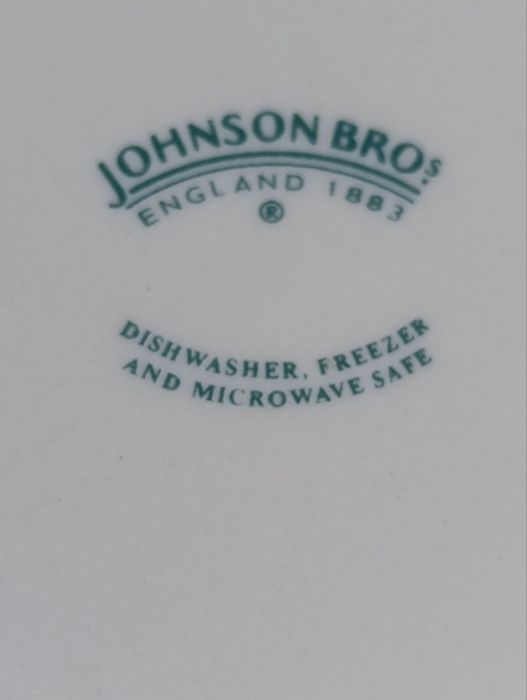 JOHNSON BROS
ENGLAND 1883
®
DISHWASHER, FREEZER
AND MICROWAVE SAFE